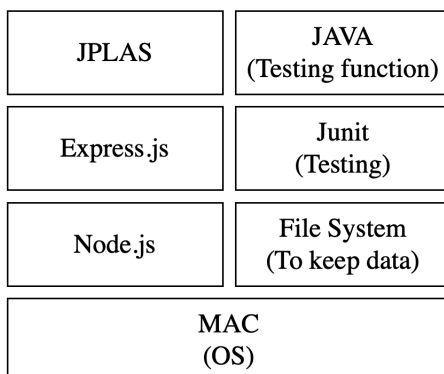 JPLAS
JAVA
(Testing function)
Express.js
Junit
(Testing)
Node.js
File System
(To keep data)
MAC
(OS)